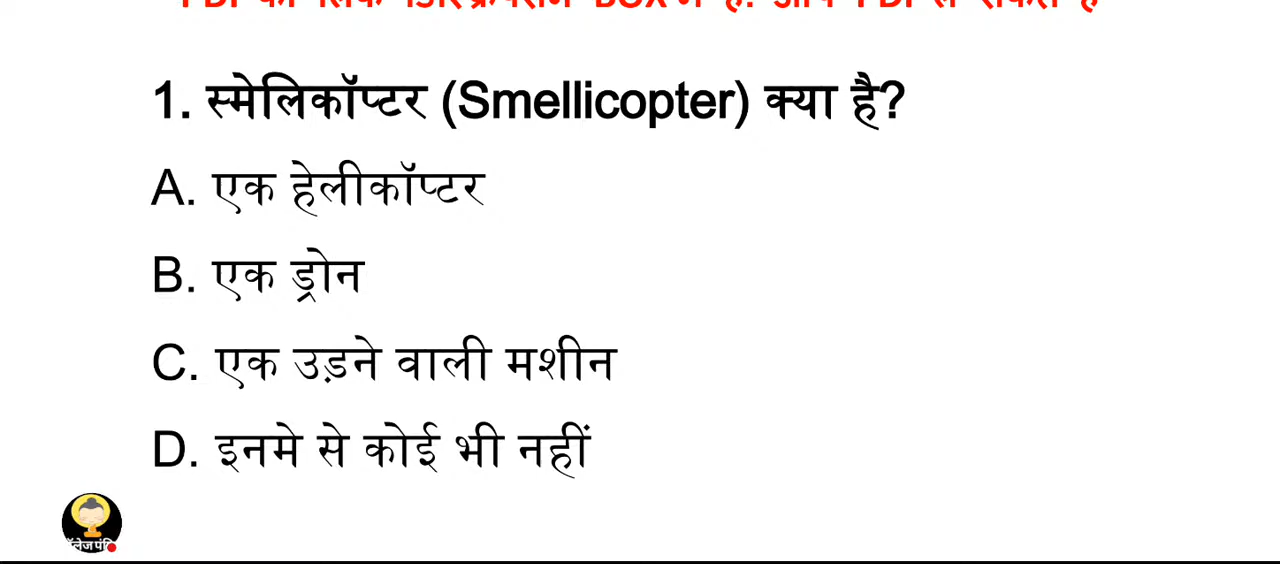 1. स्मेलिकॉप्टर (Smellicopter) क्या है?
A. एक हेलीकॉप्टर
B. एक ड्रोन
C. एक उड़ने वाली मशीन
D. इनमे से कोई भी नहीं